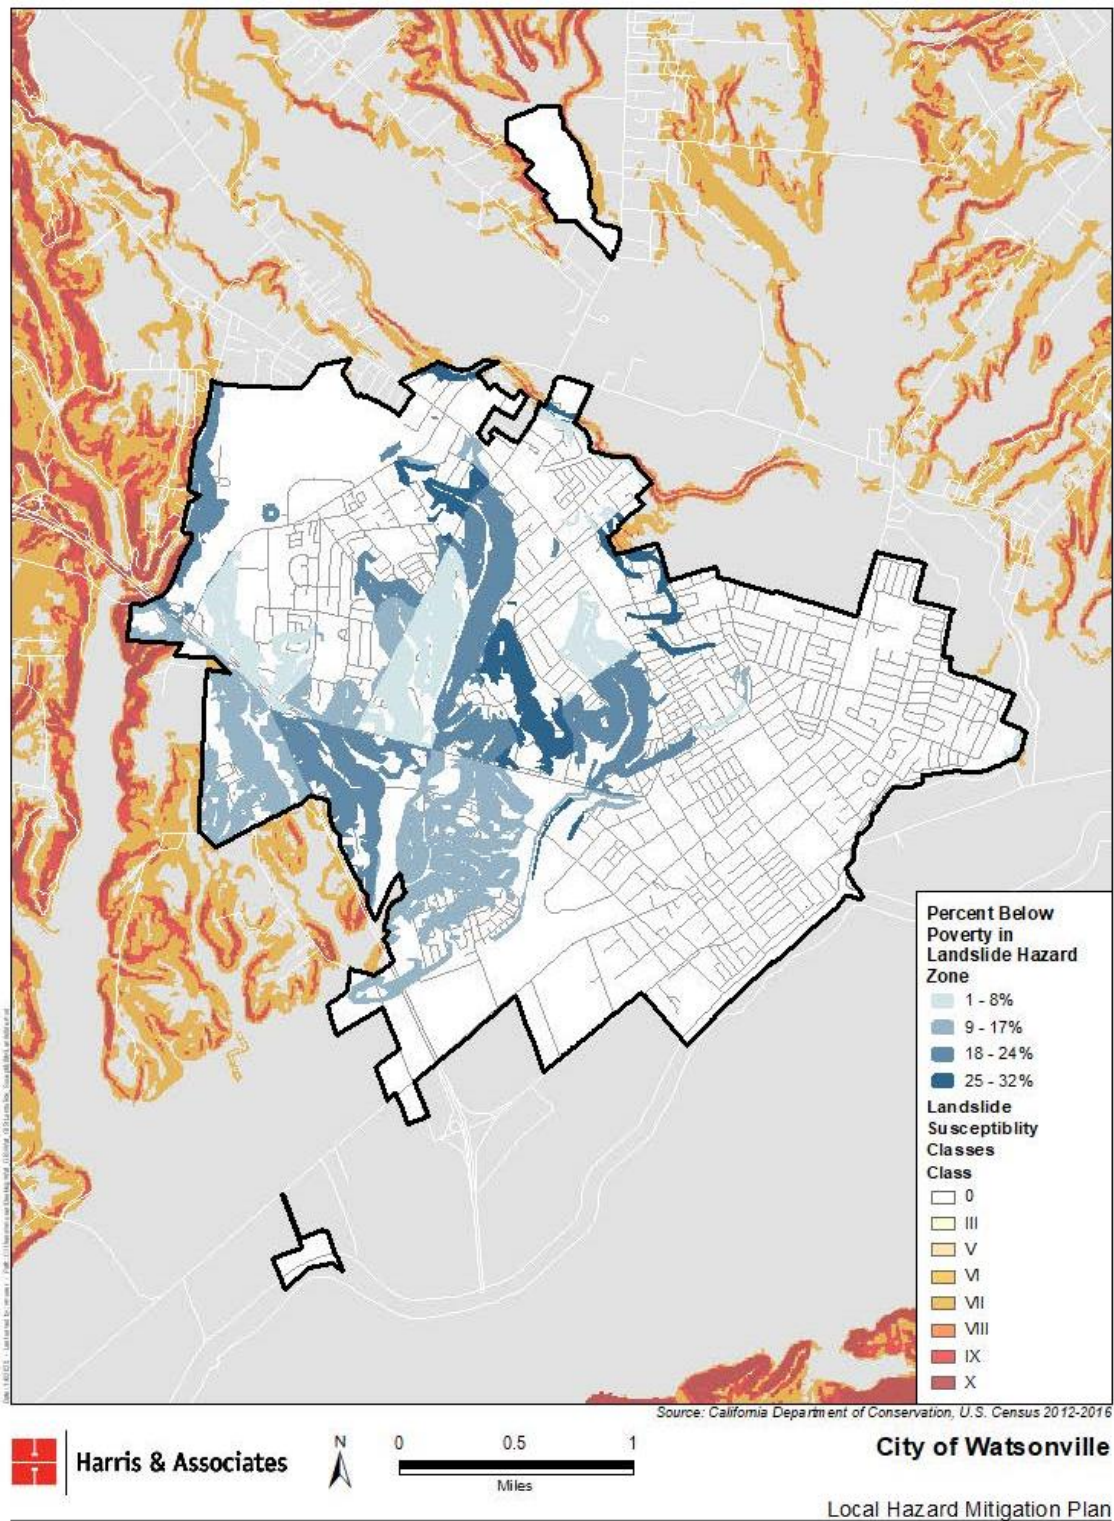 Percent Below
Poverty in
Landslide Hazard
Zone
1 - 8%
9 - 17%
18 - 24%
25 - 32%
Landslide
Susceptiblity
Classes
Class
0
III
V
VI
VII
VIII
IX
X
Source: California Department of Conservation, U.S. Census 2012-2016
Harris & Associates
N
0 0.5 1
Miles
City of Watsonville
Local Hazard Mitigation Plan